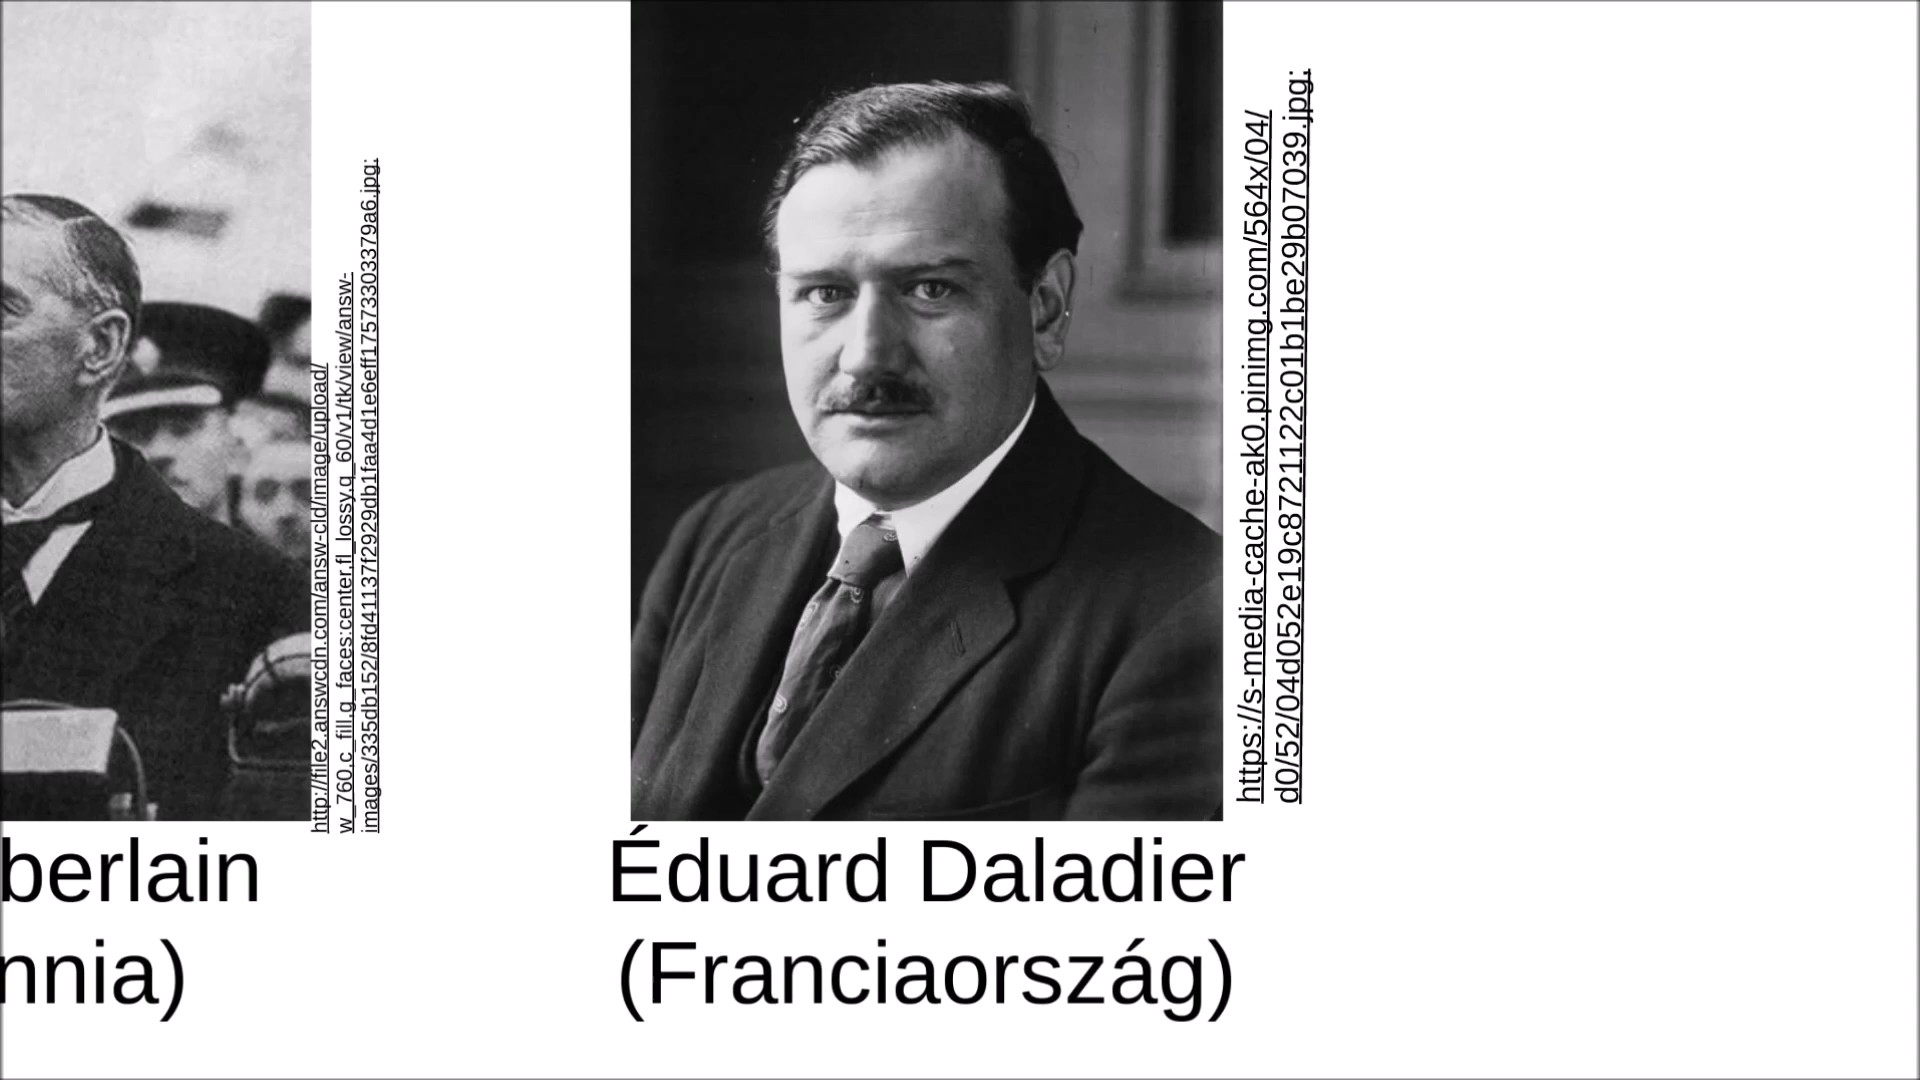 http://file2.answcdn.com/answ-cld/image/upload/
w_760,c_fill,g_faces:center,fl_lossy,q_60/v1/tk/view/answ-
images/335db152/8fd41137f2929db1faa4d1e6eff17573303379a6.jpg:
berlain
nnia)
https://s-media-cache-ak0.pinimg.com/564x/04/
d0/52/04d052e19c8721122c01b1be29b07039.jpg:
Éduard Daladier
(Franciaország)